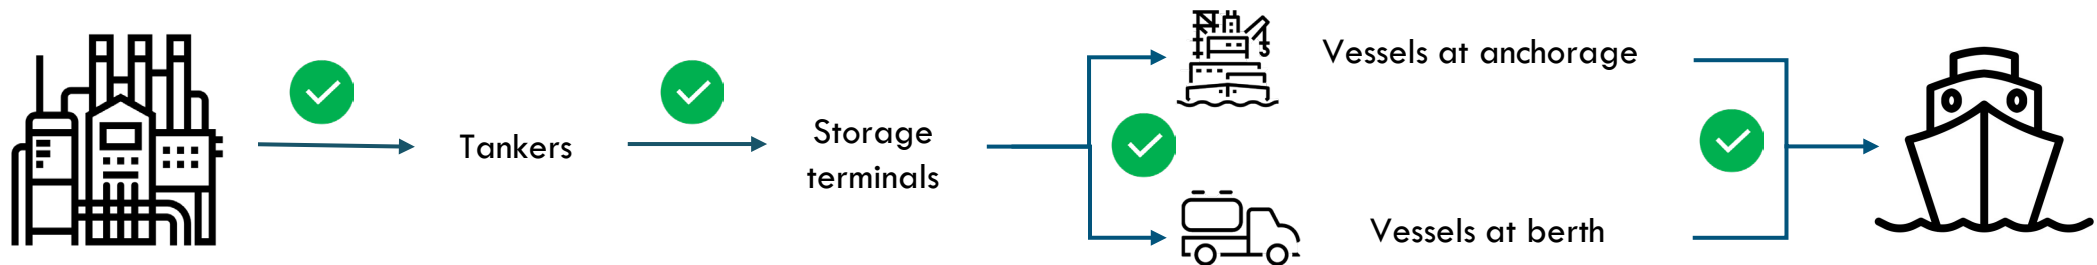 Tankers
Storage
terminals
Vessels at anchorage
Vessels at berth